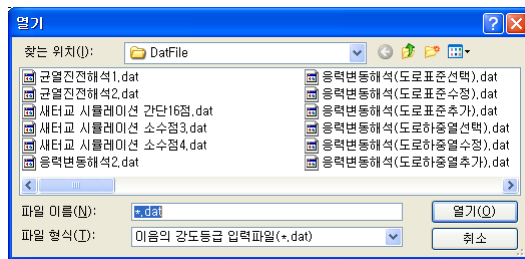 열기
찾는 위치(I):
DatFile
균열진전해석1.dat
균열진전해석2.dat
새터교 시뮬레이션 간단16점.dat
새터교 시뮬레이션 소수점3.dat
새터교 시뮬레이션 소수점4.dat
응력변동해석2.dat
응력변동해석(도로표준선택).dat
응력변동해석(도로표준수정).dat
응력변동해석(도로표준추가).dat
응력변동해석(도로하중열선택).dat
응력변동해석(도로하중열수정).dat
응력변동해석(도로하중열추가).dat
파일 이름(N):
*.dat
열기(O)
파일 형식(T):
이음의 강도등급 입력파일(*.dat)
취소